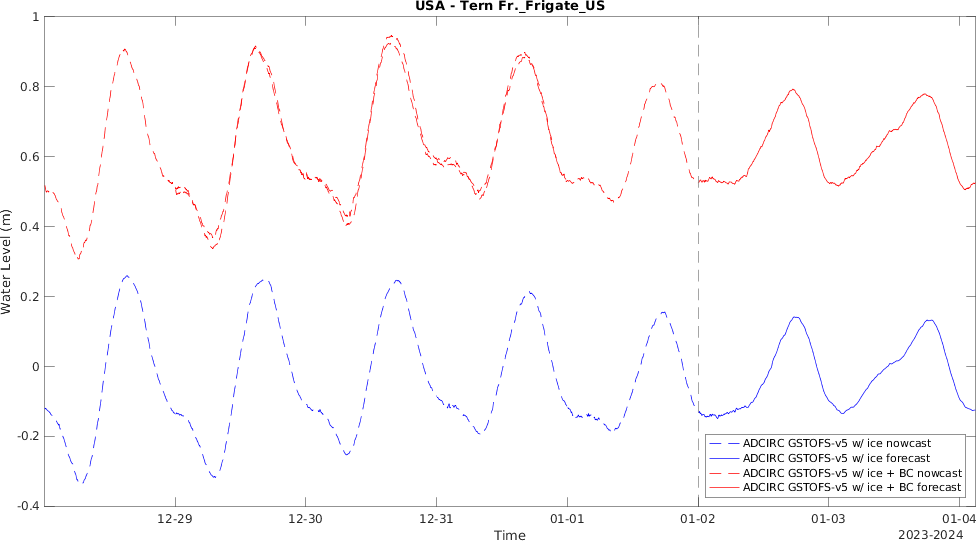 USA - Tern Fr._Frigate_US
1
0.8
0.6
0.4
0.2
0
-0.2
-0.4
Water Level (m)
ADCIRC GSTOFS-v5 w/ ice nowcast
ADCIRC GSTOFS-v5 w/ ice forecast
ADCIRC GSTOFS-v5 w/ ice + BC nowcast
ADCIRC GSTOFS-v5 w/ ice + BC forecast
12-29 12-30 12-31 01-01 01-02 01-03 01-04
Time
2023-2024